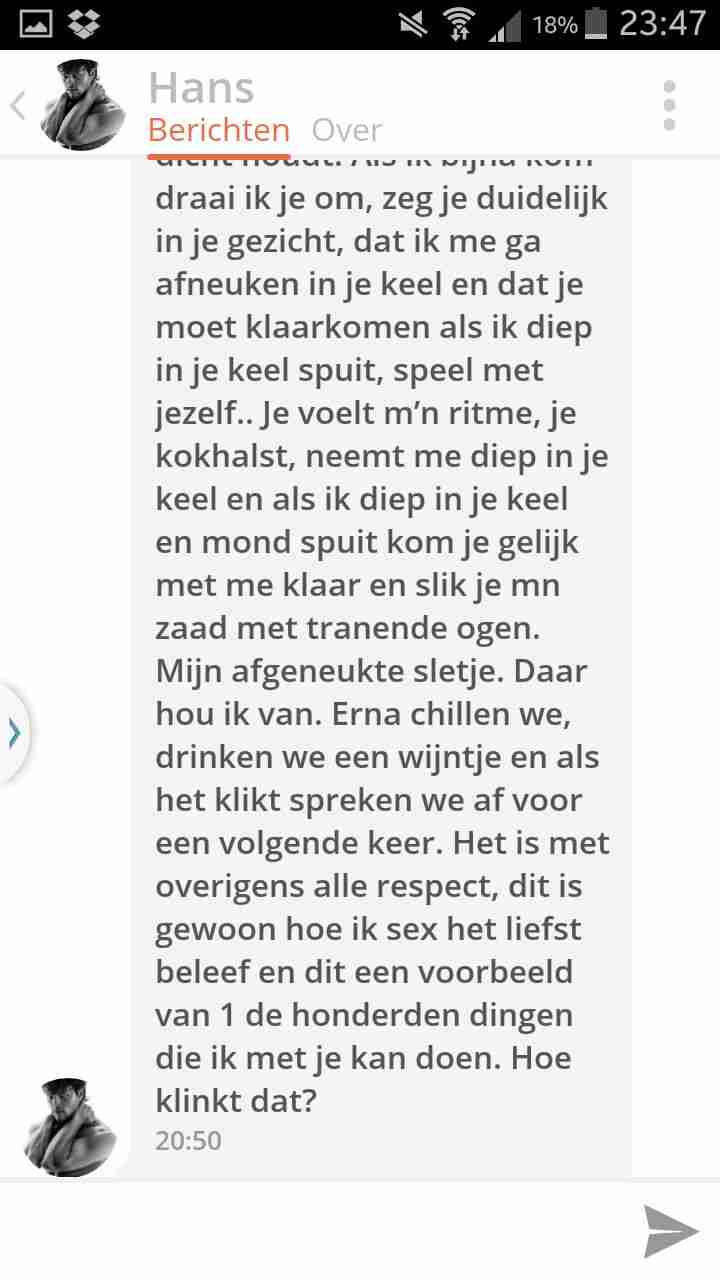 18% 23:47
Hans
Berichten Over
dicht houdt. Als ik bijna kom
draai ik je om, zeg je duidelijk
in je gezicht, dat ik me ga
afneuken in je keel en dat je
moet klaarkomen als ik diep
in je keel spuit, speel met
jezelf.. Je voelt m’n ritme, je
kokhalst, neemt me diep in je
keel en als ik diep in je keel
en mond spuit kom je gelijk
met me klaar en slik je mn
zaad met tranende ogen.
Mijn afgeneukte sletje. Daar
hou ik van. Erna chillen we,
drinken we een wijntje en als
het klikt spreken we af voor
een volgende keer. Het is met
overigens alle respect, dit is
gewoon hoe ik sex het liefst
beleef en dit een voorbeeld
van 1 de honderden dingen
die ik met je kan doen. Hoe
klinkt dat?
20:50